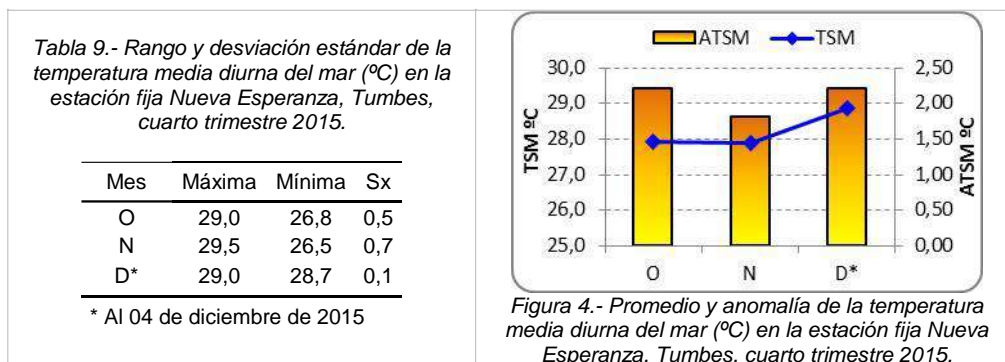 Tabla 9.- Rango y desviación estándar de la
temperatura media diurna del mar (ºC) en la
estación fija Nueva Esperanza, Tumbes,
cuarto trimestre 2015.
Mes Máxima Mínima Sx
O 29,0 26,8 0,5
N 29,5 26,5 0,7
D* 29,0 28,7 0,1
* Al 04 de diciembre de 2015
ATSM TSM
30,0
29,0
28,0
27,0
26,0
25,0
TSM ºC
2,50
2,00
1,50
1,00
0,50
0,00
ATSM ºC
O N D*
Figura 4.- Promedio y anomalía de la temperatura
media diurna del mar (ºC) en la estación fija Nueva
Esperanza, Tumbes, cuarto trimestre 2015.